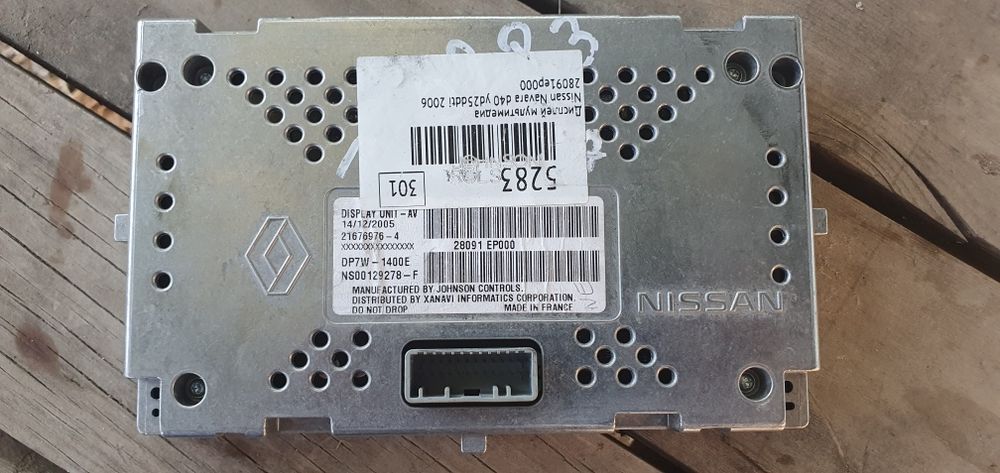 993
Дисплей мультимедиа
Nissan Navara d40 yd25ddti 2006
28091ep000
5283
301
DISPLAY UNIT-AV
14/12/2005
21676976-4
XXXXXXXXXXXXXX
28091 EP000
DP7W-1400E
NS00129278-F
MANUFACTURED BY JOHNSON CONTROLS.
DISTRIBUTED BY XANAVI INFORMATICS CORPORATION.
DO NOT DROP
MADE IN FRANCE
NISSAN